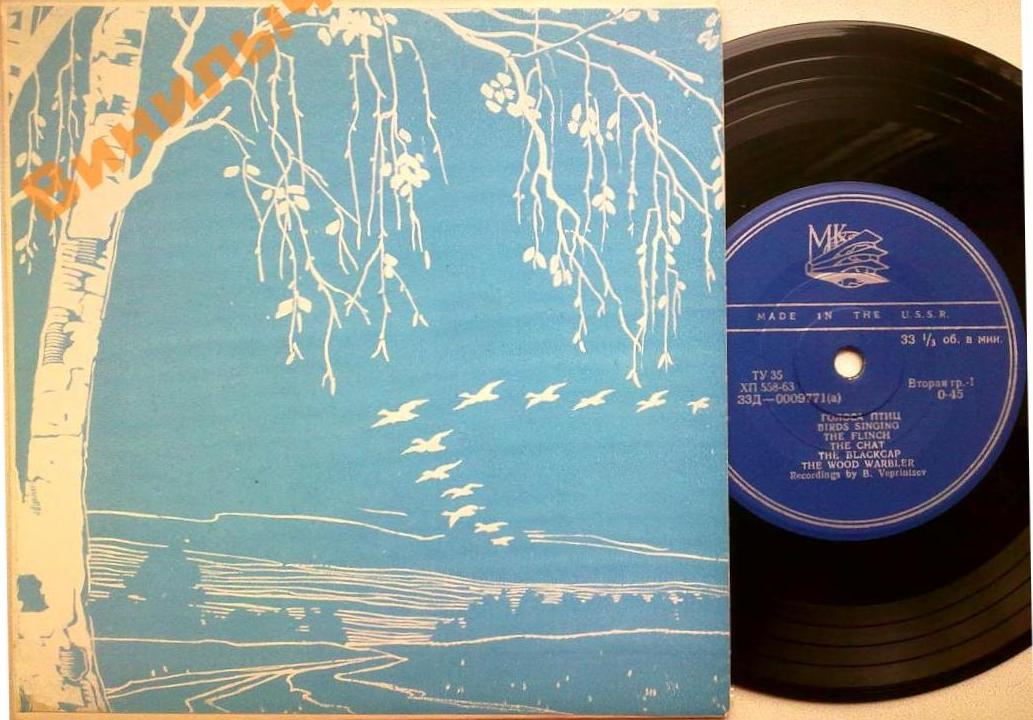 Винилыч
МК
MADE IN THE U.S.S.R.
33 1/3 об. в мин.
ТУ 35
ХП 558-63
33Д—0009771(а)
Вторая гр.-I
0-45
ГОЛОСА ПТИЦ
BIRDS SINGING
THE FLINCH
THE CHAT
THE BLACKCAP
THE WOOD WARBLER
Recordings by B. Veprintsev